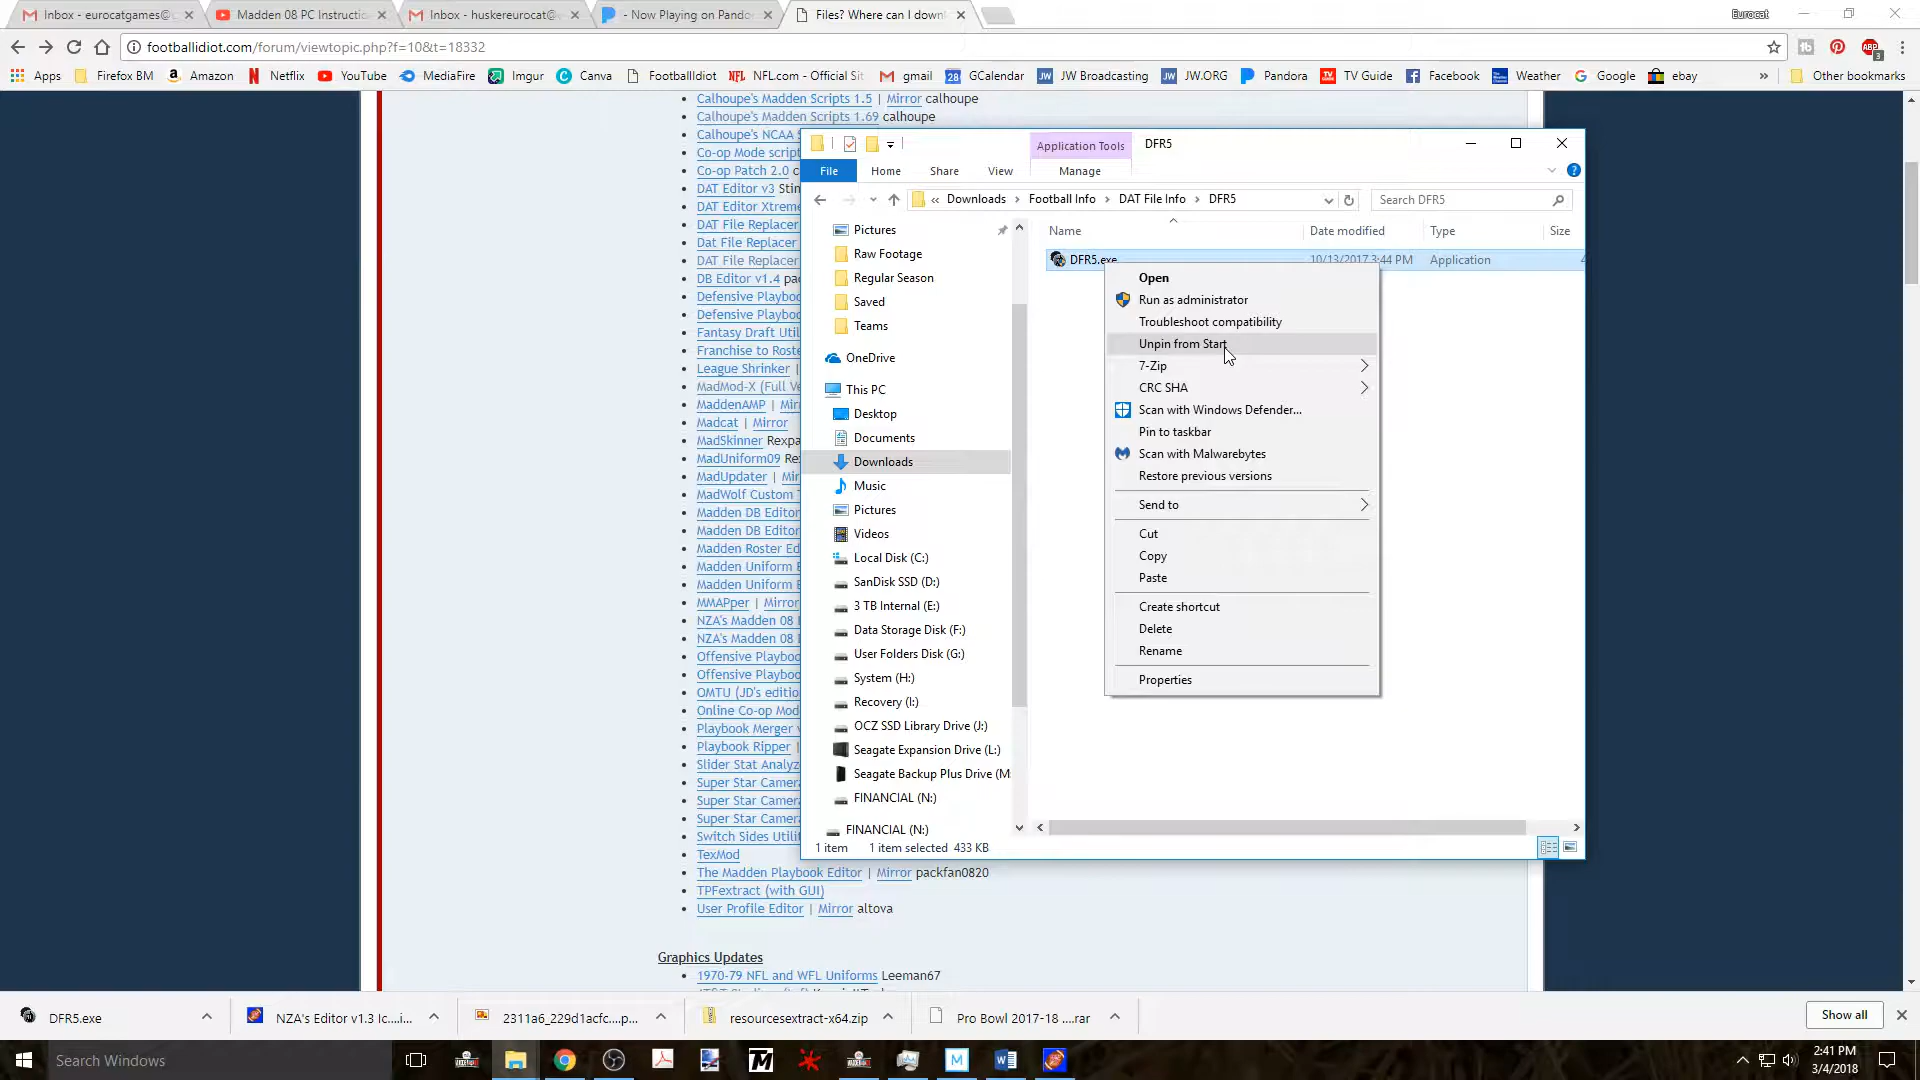 Inbox - eurocatgames@
Madden 08 PC Instructi
Inbox - huskereurocat@
- Now Playing on Pando
Files? Where can I down
Eurocat
footballidiot.com/forum/viewtopic.php?f=10&t=18332
Apps
Firefox BM
Amazon
Netflix
YouTube
MediaFire
Imgur
Canva
FootballIdiot
NFL.com - Official Sit
gmail
GCalendar
JW Broadcasting
JW.ORG
Pandora
TV Guide
Facebook
Weather
Google
ebay
Other bookmarks
Calhoupe's Madden Scripts 1.5 | Mirror calhoupe
Calhoupe's Madden Scripts 1.69 calhoupe
Calhoupe's NCAA S
Co-op Mode script
Co-op Patch 2.0 c
DAT Editor v3 Stin
DAT Editor Xtreme
DAT File Replacer
Dat File Replacer
DAT File Replacer
DB Editor v1.4 pac
Defensive Playboo
Defensive Playboo
Fantasy Draft Util
Franchise to Roste
League Shrinker |
MadMod-X (Full Ve
MaddenAMP | Mir
Madcat | Mirror
MadSkinner Rexpa
MadUniform09 Re
MadUpdater | Mir
MadWolf Custom T
Madden DB Editor
Madden DB Editor
Madden Roster Ed
Madden Uniform E
Madden Uniform E
MMAPper | Mirror
NZA's Madden 08 I
NZA's Madden 08 I
Offensive Playboo
Offensive Playboo
OMTU (JD's editio
Online Co-op Mod
Playbook Merger v
Playbook Ripper |
Slider Stat Analyz
Super Star Camera
Super Star Camera
Super Star Camera
Switch Sides Utilit
TexMod
The Madden Playbook Editor | Mirror packfan0820
TPFextract (with GUI)
User Profile Editor | Mirror altova
Graphics Updates
1970-79 NFL and WFL Uniforms Leeman67
Application Tools
DFR5
File
Home
Share
View
Manage
« Downloads > Football Info > DAT File Info > DFR5
Search DFR5
Pictures
Raw Footage
Regular Season
Saved
Teams
OneDrive
This PC
Desktop
Documents
Downloads
Music
Pictures
Videos
Local Disk (C:)
SanDisk SSD (D:)
3 TB Internal (E:)
Data Storage Disk (F:)
User Folders Disk (G:)
System (H:)
Recovery (I:)
OCZ SSD Library Drive (J:)
Seagate Expansion Drive (L:)
Seagate Backup Plus Drive (M
FINANCIAL (N:)
FINANCIAL (N:)
Name
Date modified
Type
Size
DFR5.exe
10/13/2017 3:44 PM
Application
4
Open
Run as administrator
Troubleshoot compatibility
Unpin from Start
7-Zip
CRC SHA
Scan with Windows Defender...
Pin to taskbar
Scan with Malwarebytes
Restore previous versions
Send to
Cut
Copy
Paste
Create shortcut
Delete
Rename
Properties
1 item
1 item selected 433 KB
DFR5.exe
NZA's Editor v1.3 Ic....i...
2311a6_229d1acfc....p...
resourcesextract-x64.zip
Pro Bowl 2017-18 ....rar
Show all
Search Windows
2:41 PM
3/4/2018